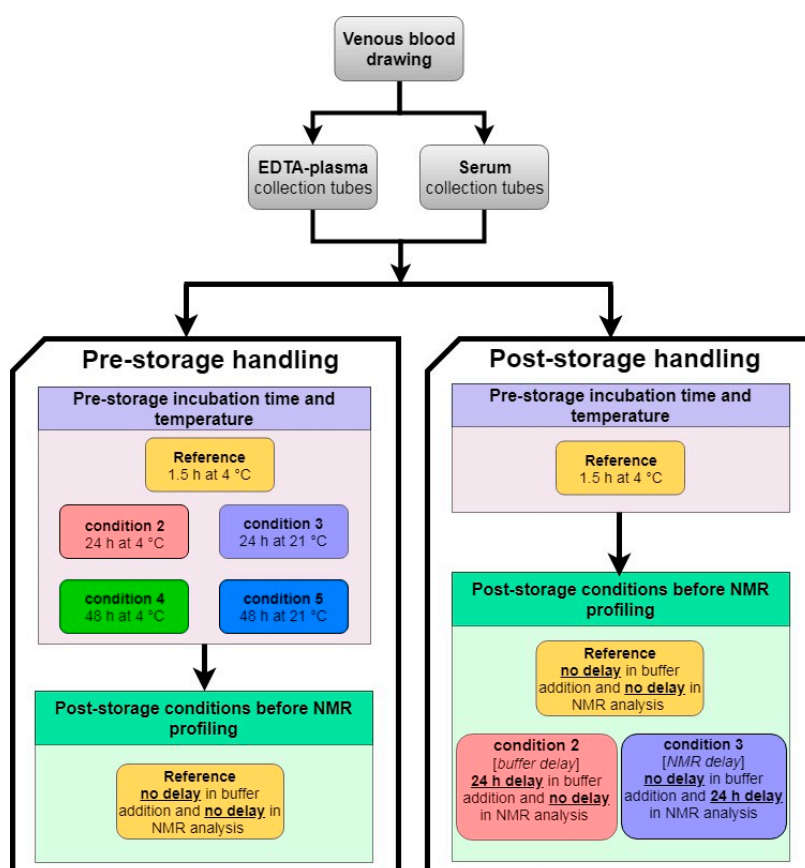 Venous blood
drawing
EDTA-plasma
collection tubes
Serum
collection tubes
Pre-storage handling
Pre-storage incubation time and
temperature
Reference
1.5 h at 4 °C
condition 2
24 h at 4°C
condition 3
24 h at 21 °C
condition 4
48 h at 4 °C
condition 5
48 h at 21 °C
Post-storage conditions before NMR
profiling
Reference
no delay in buffer
addition and no delay in
NMR analysis
Post-storage handling
Pre-storage incubation time and
temperature
Reference
1.5 h at 4 °C
Post-storage conditions before NMR
profiling
Reference
no delay in buffer
addition and no delay in
NMR analysis
condition 2
[buffer delay]
24 h delay in buffer
addition and no delay
in NMR analysis
condition 3
[NMR delay]
no delay in buffer
addition and 24 h delay
in NMR analysis